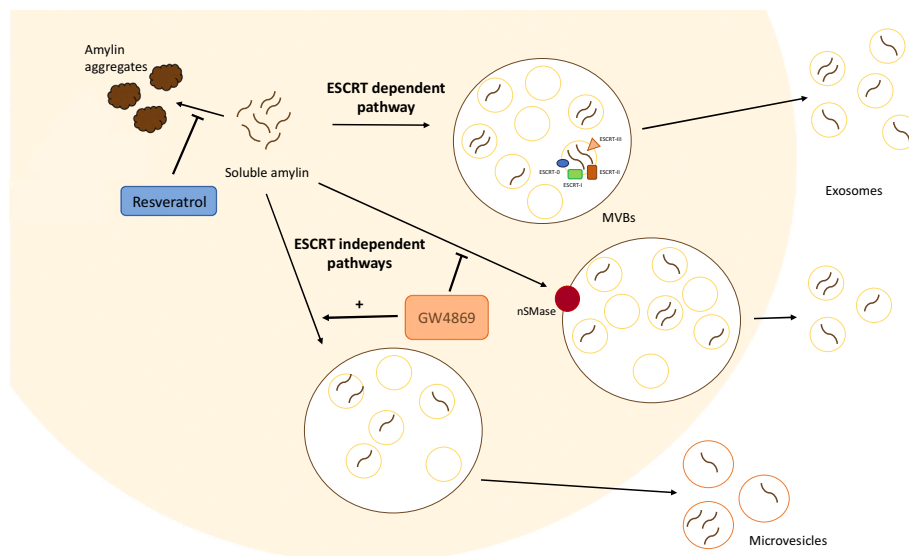 Amylin
aggregates
ESCRT dependent
pathway
Soluble amylin
Resveratrol
ESCRT-III
ESCRT-0
ESCRT-II
ESCRT-I
MVBs
Exosomes
ESCRT independent
pathways
+
GW4869
nSMase
Microvesicles